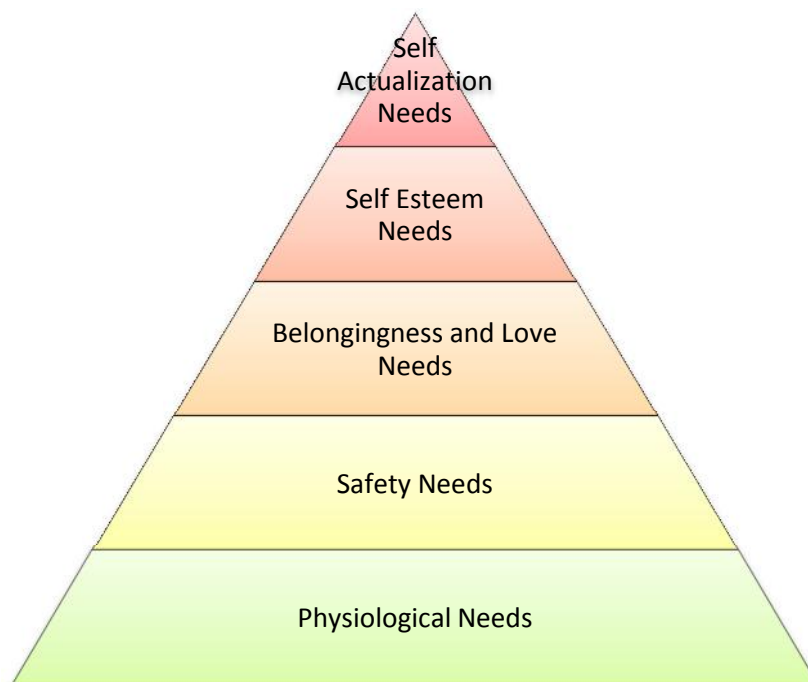 Self
Actualization
Needs
Self Esteem
Needs
Belongingness and Love
Needs
Safety Needs
Physiological Needs